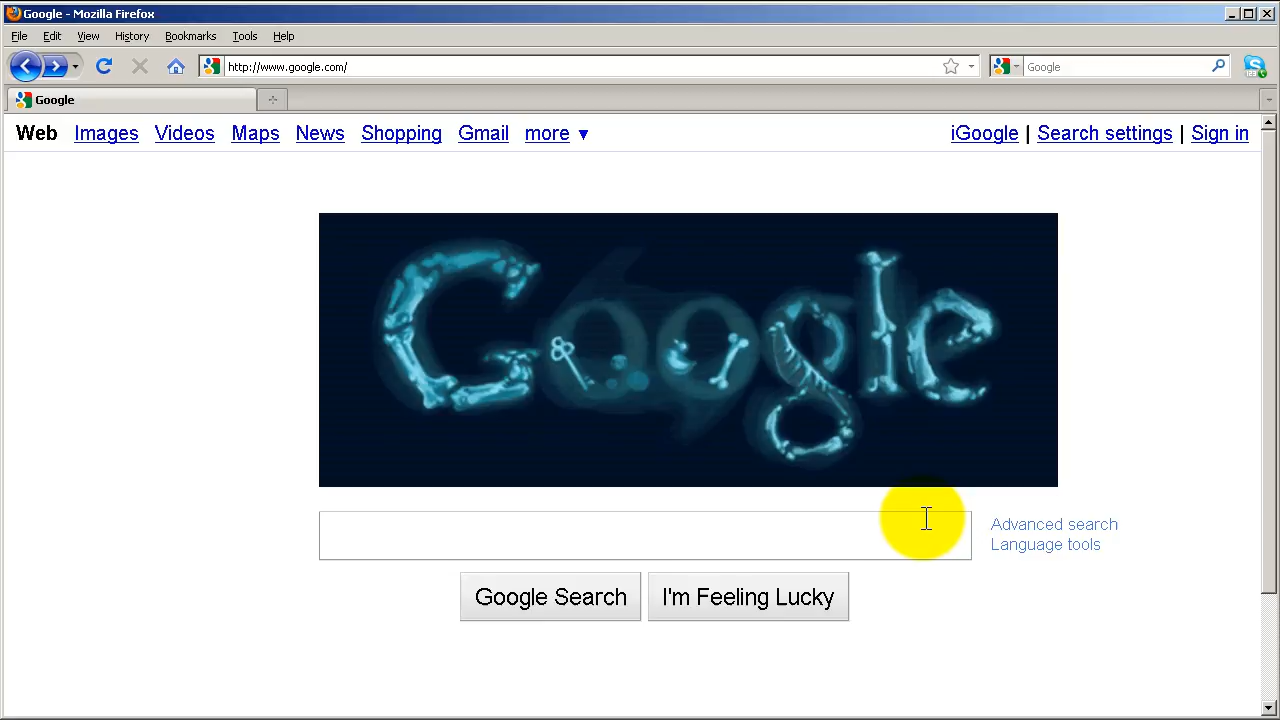 Google - Mozilla Firefox
File Edit View History Bookmarks Tools Help
http://www.google.com/ Google
Google
Web Images Videos Maps News Shopping Gmail more ▼ iGoogle | Search settings | Sign in
Google
Advanced search
Language tools
Google Search I'm Feeling Lucky